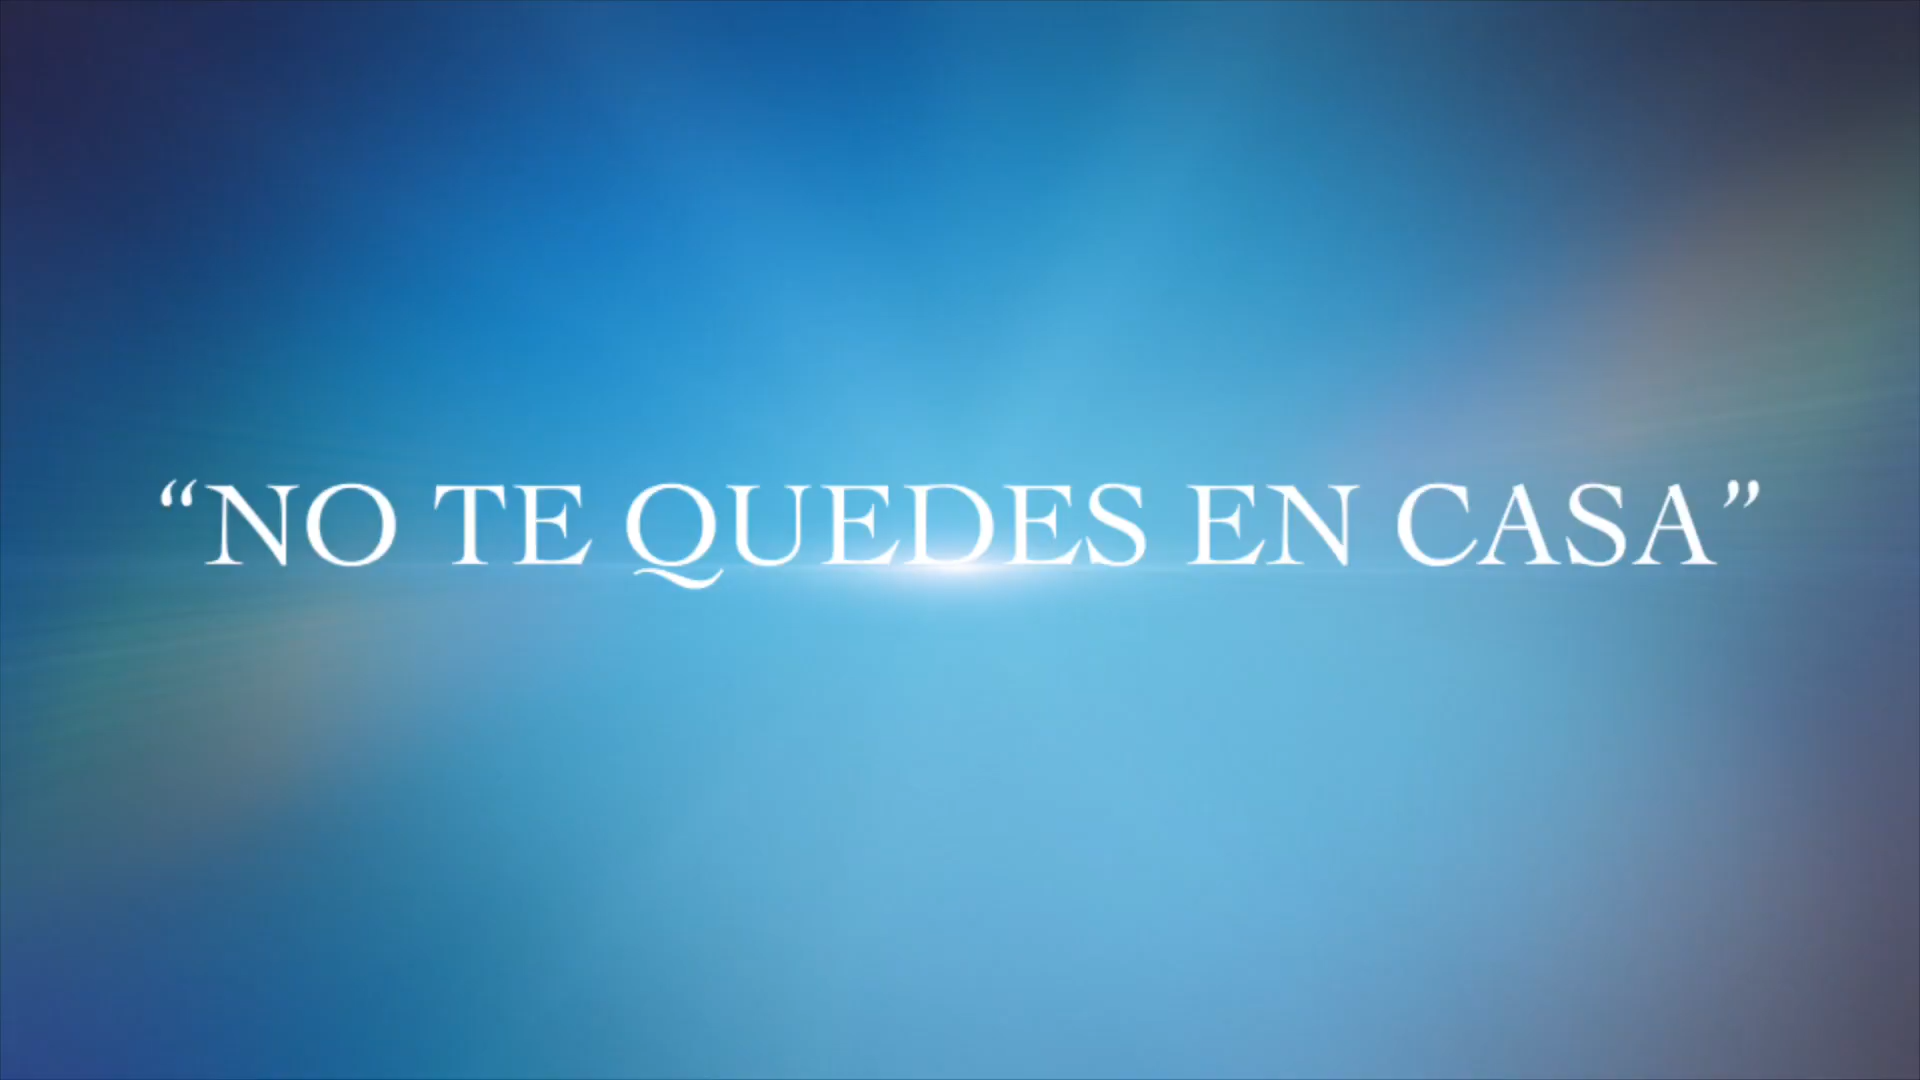 “NO TE QUEDES EN CASA”